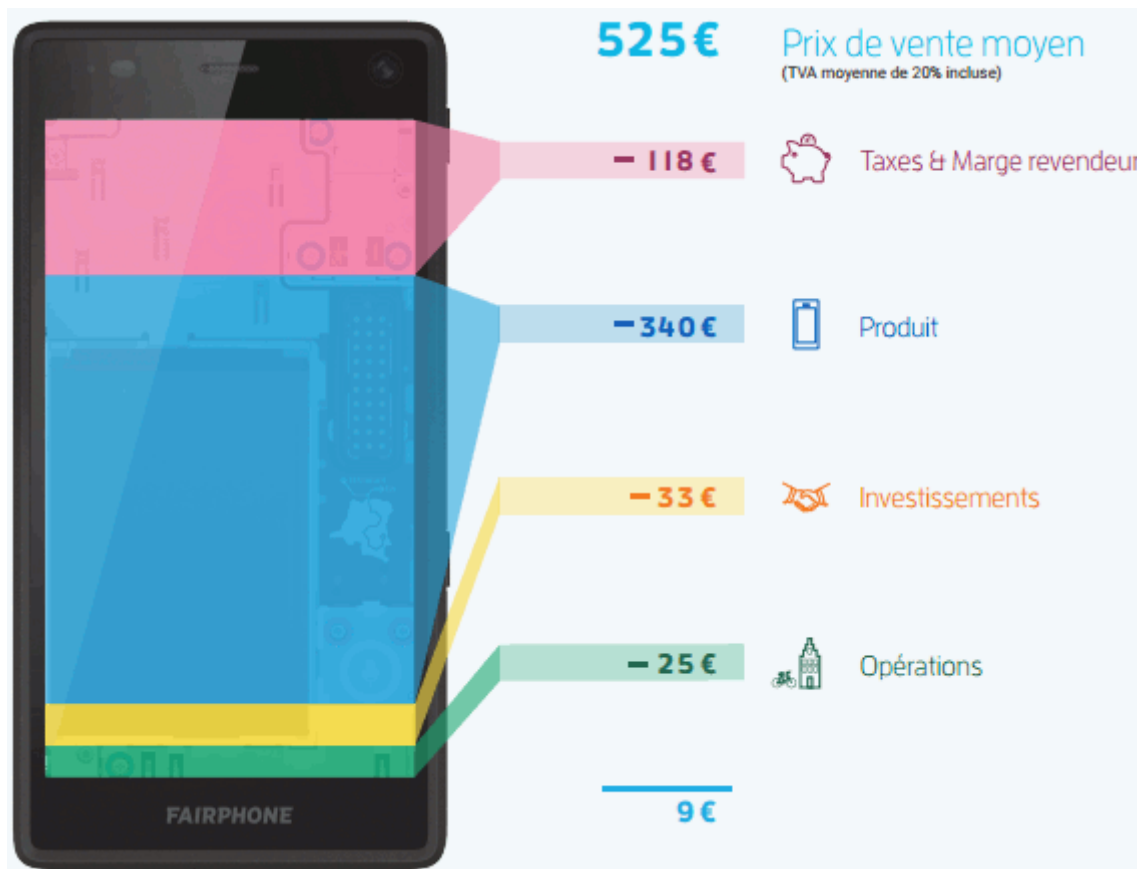 525 €
Prix de vente moyen
(TVA moyenne de 20% incluse)
– 118 €
Taxes & Marge revendeur
– 340 €
Produit
– 33 €
Investissements
– 25 €
Opérations
9 €
FAIRPHONE